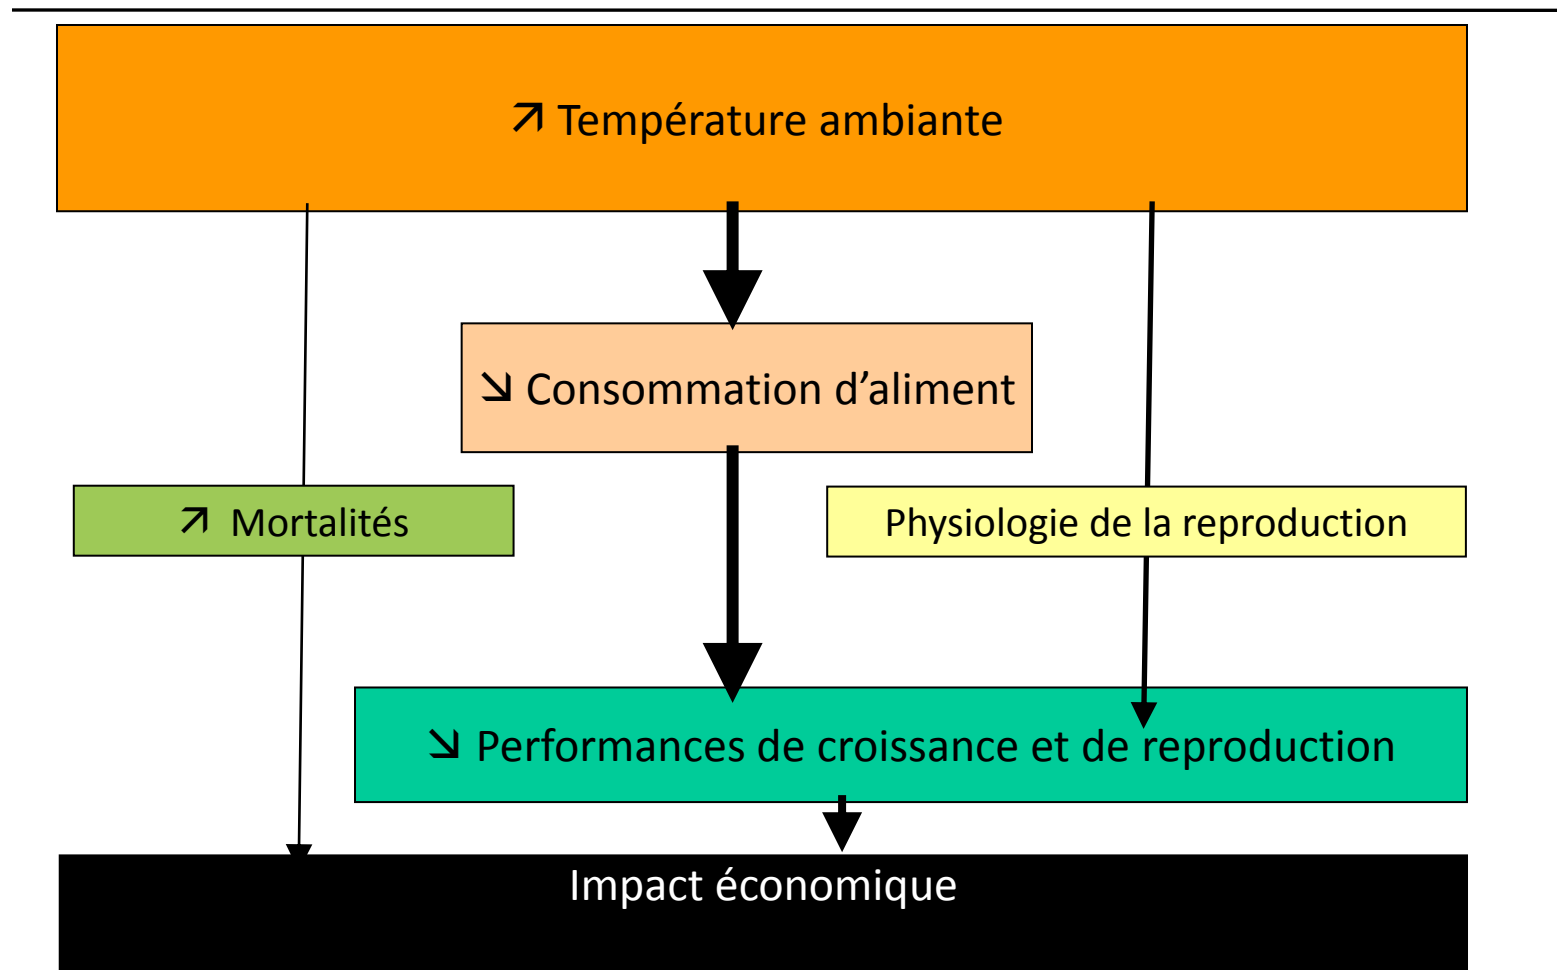 ↗ Température ambiante
↘ Consommation d’aliment
↗ Mortalités
Physiologie de la reproduction
↘ Performances de croissance et de reproduction
Impact économique